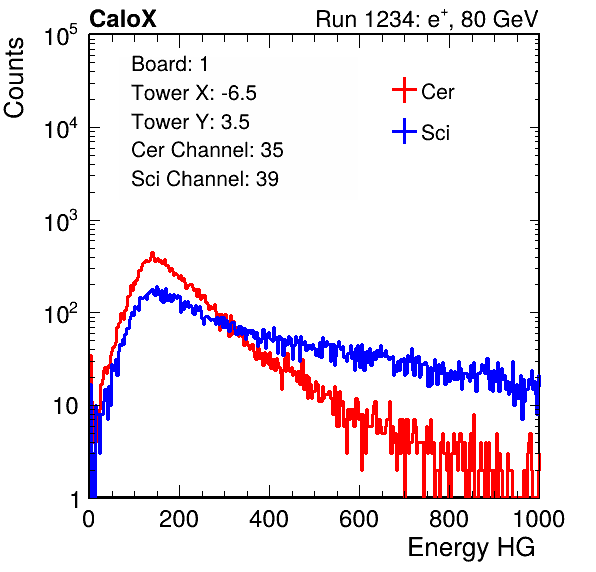 CaloX Run 1234: e⁺, 80 GeV
Counts
10⁵
10⁴
10³
10²
10
1
Board: 1
Tower X: -6.5
Tower Y: 3.5
Cer Channel: 35
Sci Channel: 39
Cer
Sci
0 200 400 600 800 1000
Energy HG